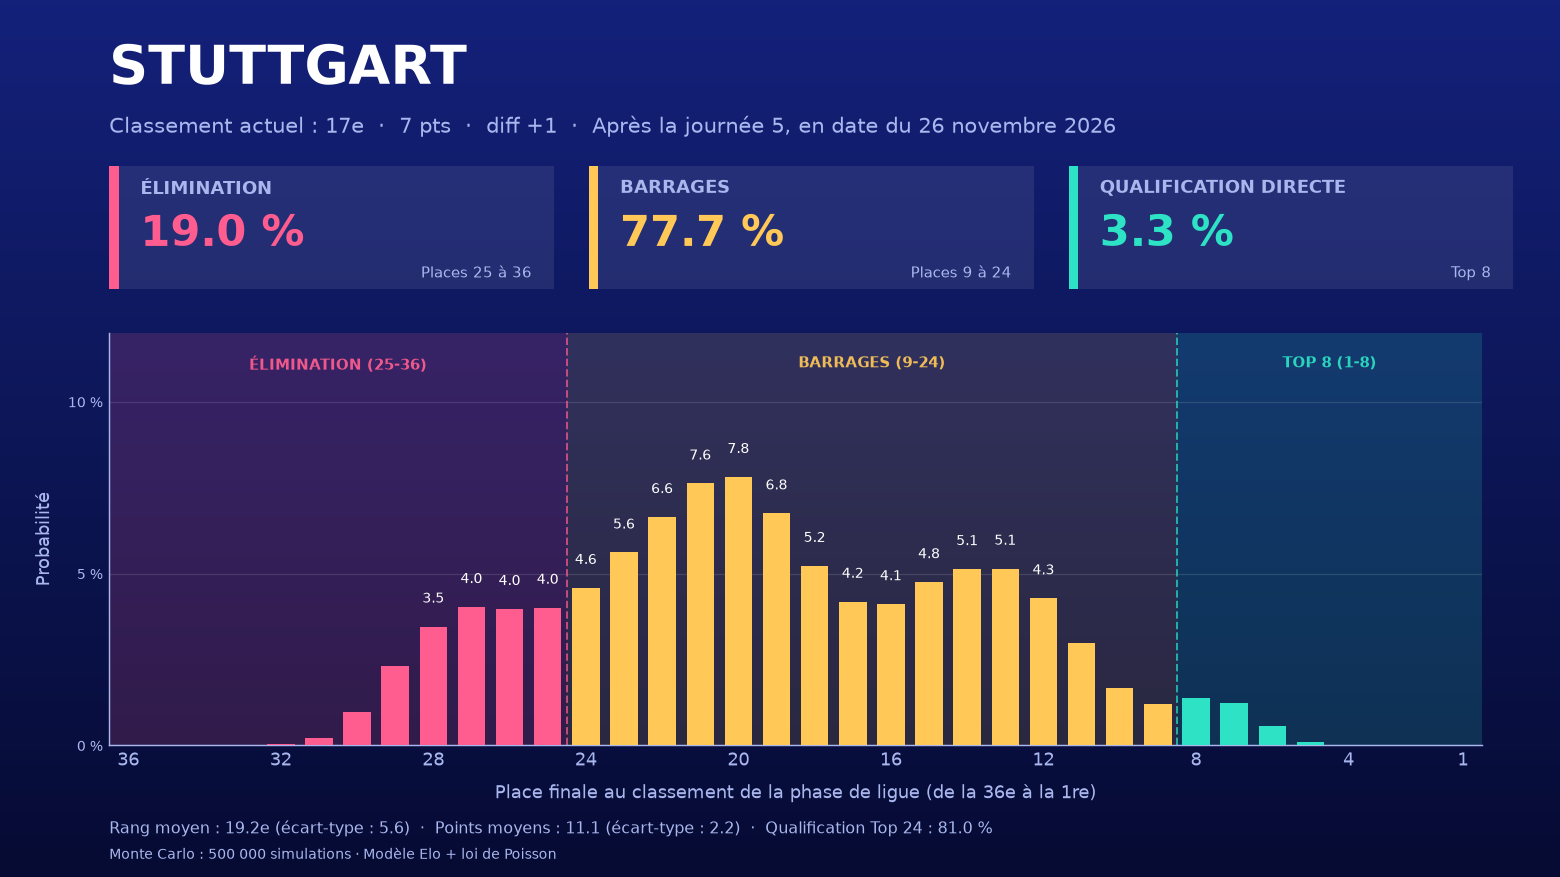 STUTTGART
Classement actuel : 17e · 7 pts · diff +1 · Après la journée 5, en date du 26 novembre 2026
ÉLIMINATION
19.0 %
Places 25 à 36
BARRAGES
77.7 %
Places 9 à 24
QUALIFICATION DIRECTE
3.3 %
Top 8
ÉLIMINATION (25-36)
BARRAGES (9-24)
TOP 8 (1-8)
Probabilité
10 %
5 %
0 %
3.5
4.0
4.0
4.0
4.6
5.6
6.6
7.6
7.8
6.8
5.2
4.2
4.1
4.8
5.1
5.1
4.3
36 32 28 24 20 16 12 8 4 1
Place finale au classement de la phase de ligue (de la 36e à la 1re)
Rang moyen : 19.2e (écart-type : 5.6) · Points moyens : 11.1 (écart-type : 2.2) · Qualification Top 24 : 81.0 %
Monte Carlo : 500 000 simulations · Modèle Elo + loi de Poisson